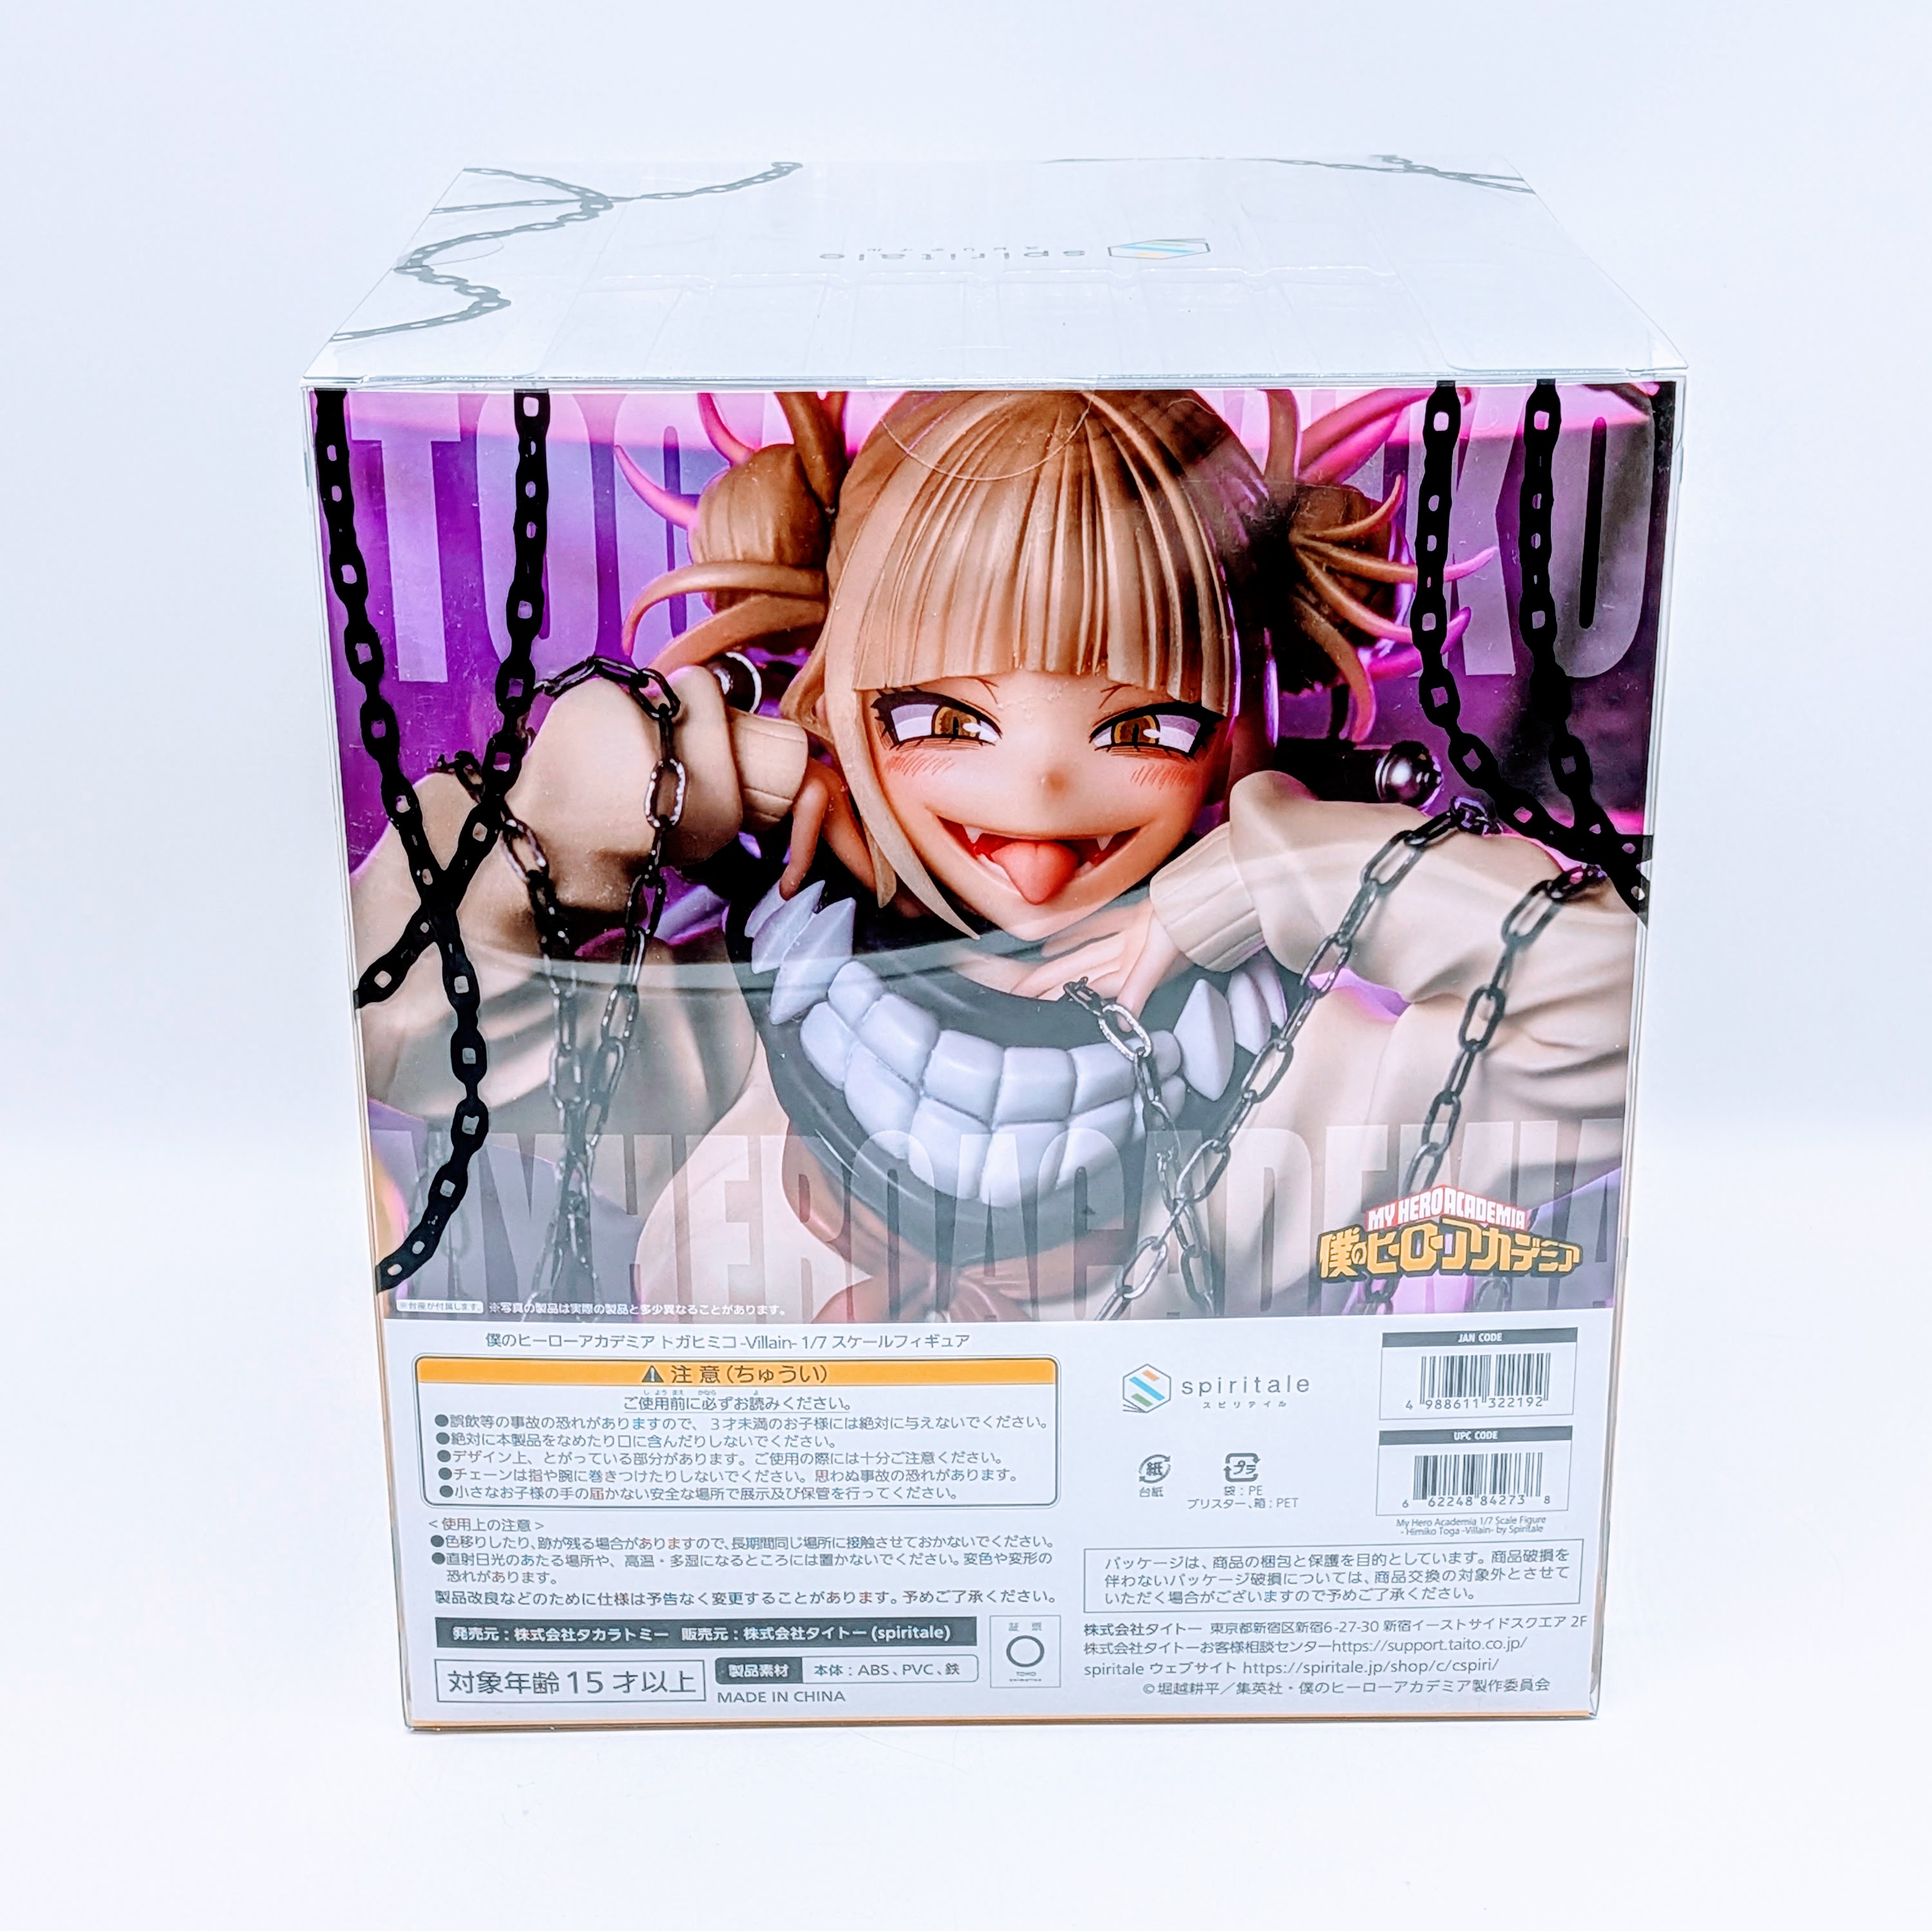 spiritale
TOGA HIMIKO
MY HERO ACADEMIA
MY HERO ACADEMIA
僕のヒーローアカデミア
※台座が付属します。 ※写真の製品は実際の製品と多少異なることがあります。
僕のヒーローアカデミア トガヒミコ -Villain- 1/7 スケールフィギュア
注意(ちゅうい)
ご使用前に必ずお読みください。
●誤飲等の事故の恐れがありますので、3才未満のお子様には絶対に与えないでください。
●絶対に本製品をなめたり口に含んだりしないでください。
●デザイン上、とがっている部分があります。ご使用の際には十分ご注意ください。
●チェーンは指や腕に巻きつけたりしないでください。思わぬ事故の恐れがあります。
●小さなお子様の手の届かない安全な場所で展示及び保管を行ってください。
<使用上の注意>
●色移りしたり、跡が残る場合がありますので、長期間同じ場所に接触させておかないでください。
●直射日光のあたる場所や、高温・多湿になるところには置かないでください。変色や変形の
恐れがあります。
製品改良などのために仕様は予告なく変更することがあります。予めご了承ください。
発売元:株式会社タカラトミー 販売元:株式会社タイトー (spiritale)
対象年齢 15 才以上
製品素材 本体:ABS、PVC、鉄
MADE IN CHINA
証 票
TOHO
spiritale
スピリテイル
紙
台紙
プラ
袋:PE
ブリスター、箱:PET
JAN CODE
4 988611 322192
UPC CODE
6 62248 84273 8
My Hero Academia 1/7 Scale Figure
- Himiko Toga -Villain- by Spiritale
パッケージは、商品の梱包と保護を目的としています。商品破損を
伴わないパッケージ破損については、商品交換の対象外とさせて
いただく場合がございますので予めご了承ください。
株式会社タイトー 東京都新宿区新宿6-27-30 新宿イーストサイドスクエア 2F
株式会社タイトーお客様相談センターhttps://support.taito.co.jp/
spiritale ウェブサイト https://spiritale.jp/shop/c/cspiri/
©堀越耕平/集英社・僕のヒーローアカデミア製作委員会